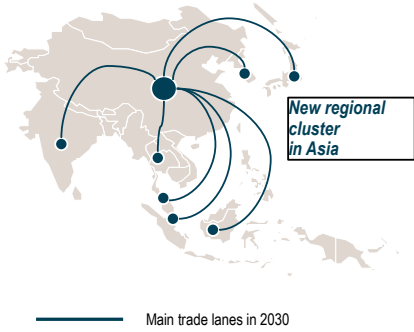 New regional
cluster
in Asia
Main trade lanes in 2030